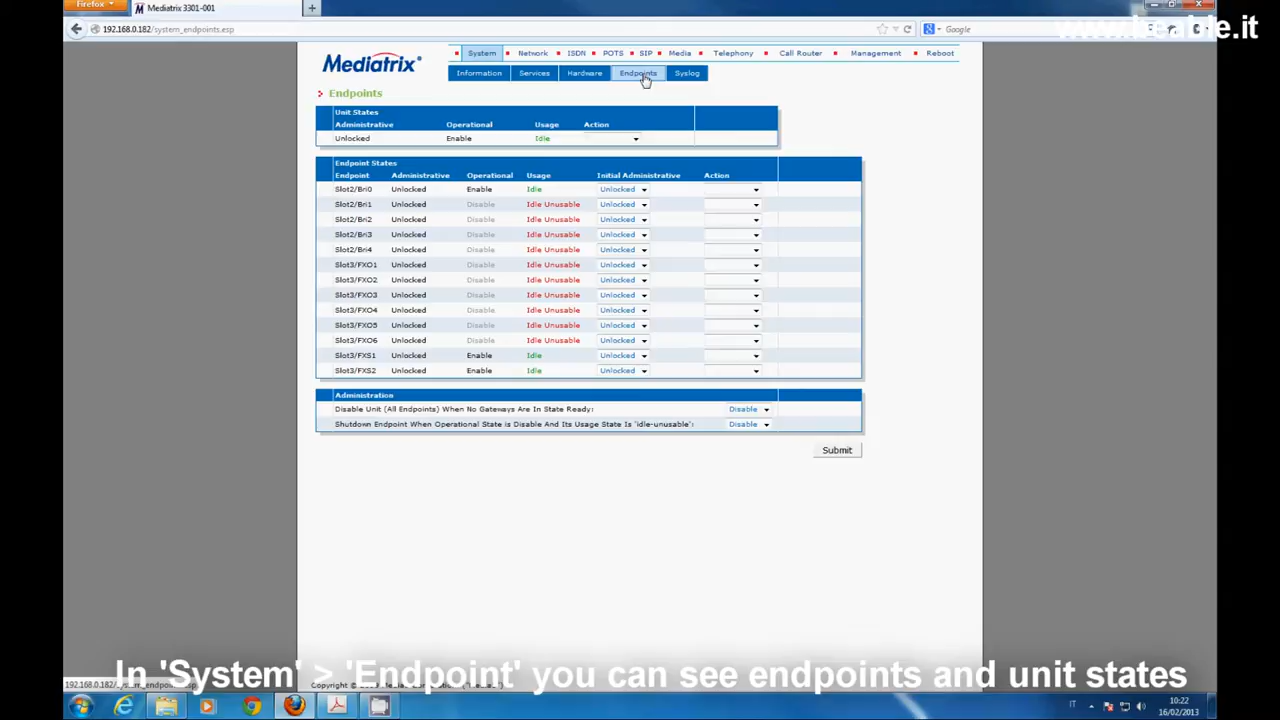 Firefox
Mediatrix 3301-001
192.168.0.182/system_endpoints.esp
Google
www.keable.it
Mediatrix
System Network ISDN POTS SIP Media Telephony Call Router Management Reboot
Information Services Hardware Endpoints Syslog
Endpoints
Unit States
Administrative Operational Usage Action
Unlocked Enable Idle
Endpoint States
Endpoint Administrative Operational Usage Initial Administrative Action
Slot2/Bri0 Unlocked Enable Idle Unlocked
Slot2/Bri1 Unlocked Disable Idle Unusable Unlocked
Slot2/Bri2 Unlocked Disable Idle Unusable Unlocked
Slot2/Bri3 Unlocked Disable Idle Unusable Unlocked
Slot2/Bri4 Unlocked Disable Idle Unusable Unlocked
Slot3/FXO1 Unlocked Disable Idle Unusable Unlocked
Slot3/FXO2 Unlocked Disable Idle Unusable Unlocked
Slot3/FXO3 Unlocked Disable Idle Unusable Unlocked
Slot3/FXO4 Unlocked Disable Idle Unusable Unlocked
Slot3/FXO5 Unlocked Disable Idle Unusable Unlocked
Slot3/FXO6 Unlocked Disable Idle Unusable Unlocked
Slot3/FXS1 Unlocked Enable Idle Unlocked
Slot3/FXS2 Unlocked Enable Idle Unlocked
Administration
Disable Unit (All Endpoints) When No Gateways Are In State Ready: Disable
Shutdown Endpoint When Operational State is Disable And Its Usage State Is 'idle-unusable': Disable
Submit
In 'System' > 'Endpoint' you can see endpoints and unit states
Copyright ©
IT
10:22
16/02/2013